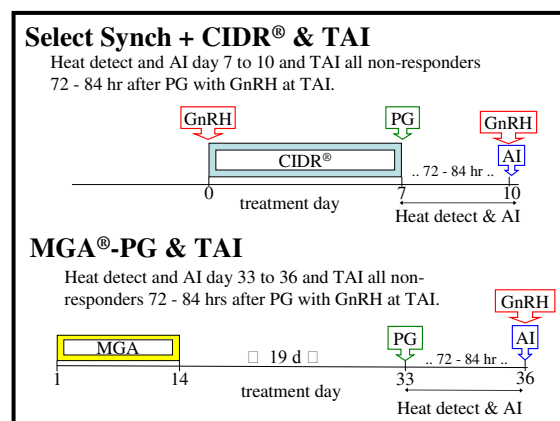 Select Synch + CIDR® & TAI
Heat detect and AI day 7 to 10 and TAI all non-responders
72 - 84 hr after PG with GnRH at TAI.
GnRH PG GnRH
CIDR® .. 72 - 84 hr .. AI
0 7 10
treatment day Heat detect & AI
MGA®-PG & TAI
Heat detect and AI day 33 to 36 and TAI all non-
responders 72 - 84 hrs after PG with GnRH at TAI.
GnRH
MGA 19 d PG .. 72 - 84 hr .. AI
1 14 33 36
treatment day
Heat detect & AI